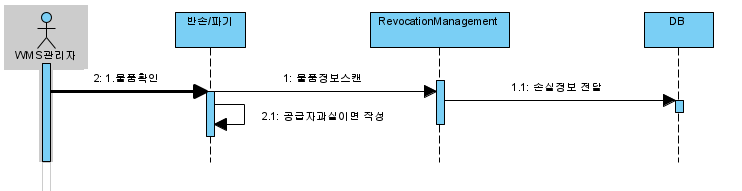 반손/파기
RevocationManagement
DB
WMS관리자
2: 1.물품확인
1: 물품정보스캔
1.1: 손실정보 전달
2.1: 공급자과실이면 작성